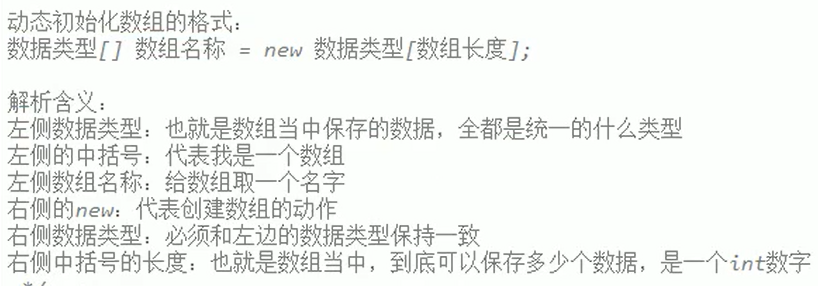 动态初始化数组的格式：
数据类型[] 数组名称 = new 数据类型[数组长度];
解析含义：
左侧数据类型：也就是数组当中保存的数据，全都是统一的什么类型
左侧的中括号：代表我是一个数组
左侧数组名称：给数组取一个名字
右侧的new：代表创建数组的动作
右侧数据类型：必须和左边的数据类型保持一致
右侧中括号的长度：也就是数组当中，到底可以保存多少个数据，是一个int数字
*/